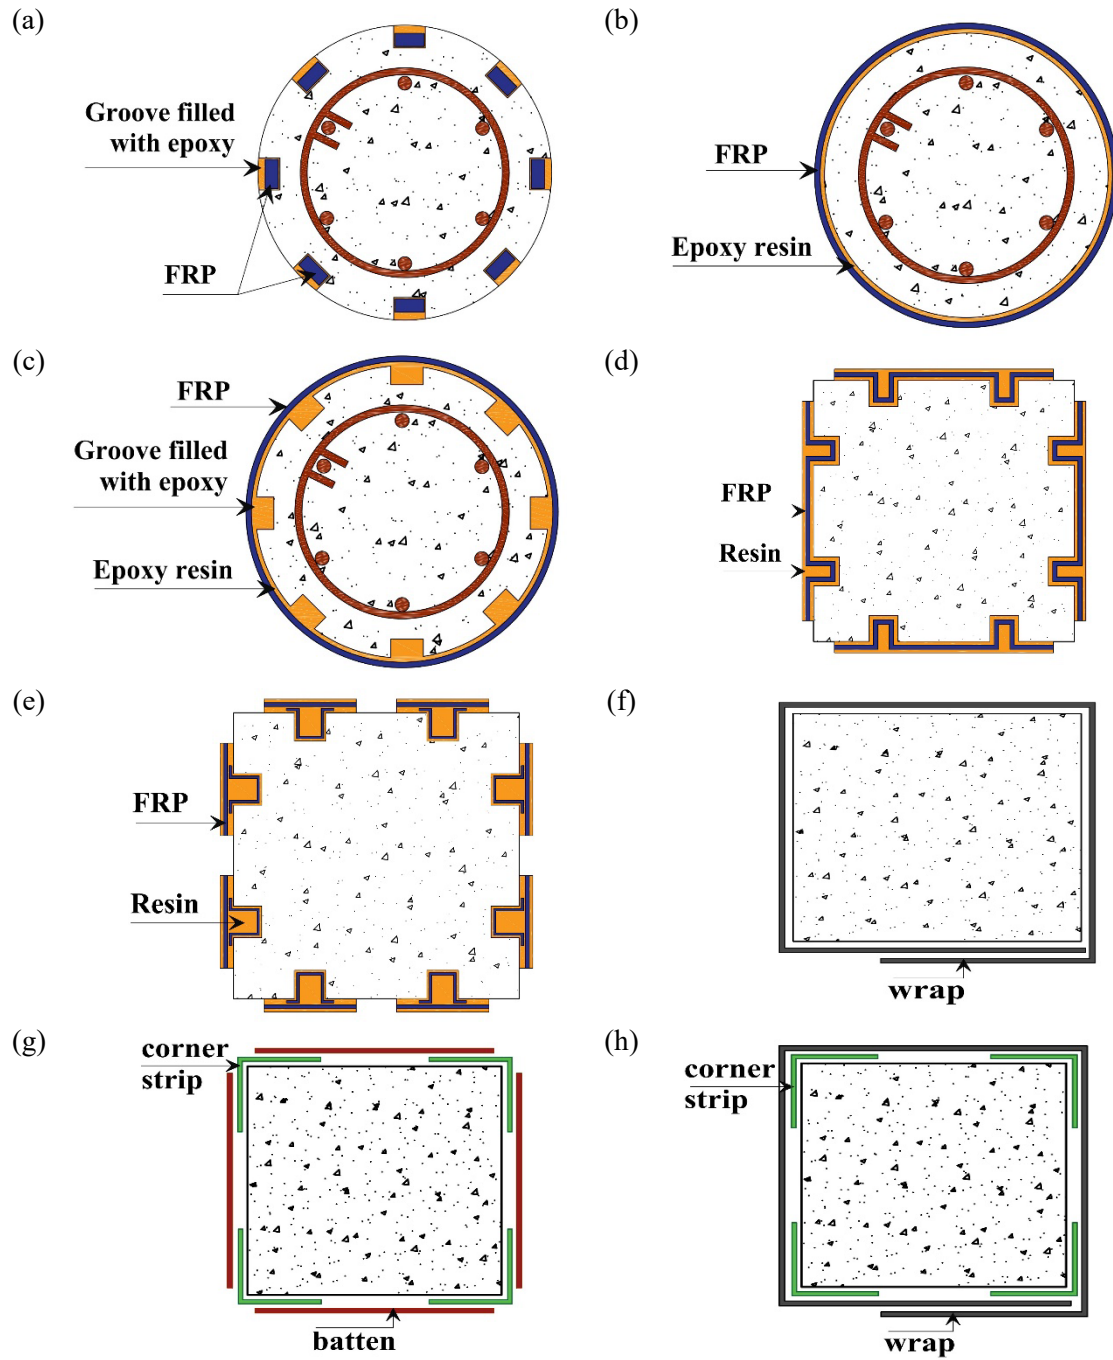 (a)
Groove filled
with epoxy
FRP
(b)
FRP
Epoxy resin
(c)
FRP
Groove filled
with epoxy
Epoxy resin
(d)
FRP
Resin
(e)
FRP
Resin
(f)
wrap
(g)
corner
strip
batten
(h)
corner
strip
wrap